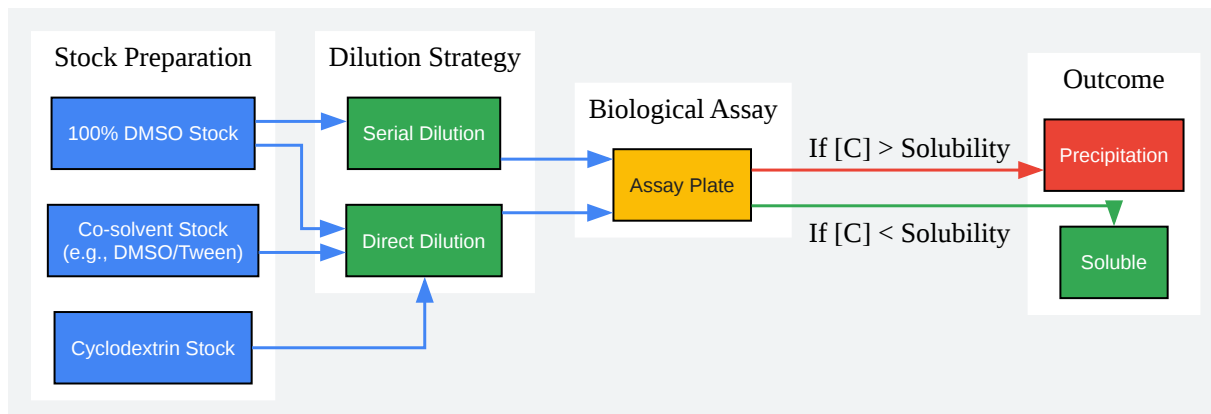 Stock Preparation
100% DMSO Stock
Co-solvent Stock
(e.g., DMSO/Tween)
Cyclodextrin Stock
Dilution Strategy
Serial Dilution
Direct Dilution
Biological Assay
Assay Plate
If [C] > Solubility
If [C] < Solubility
Outcome
Precipitation
Soluble